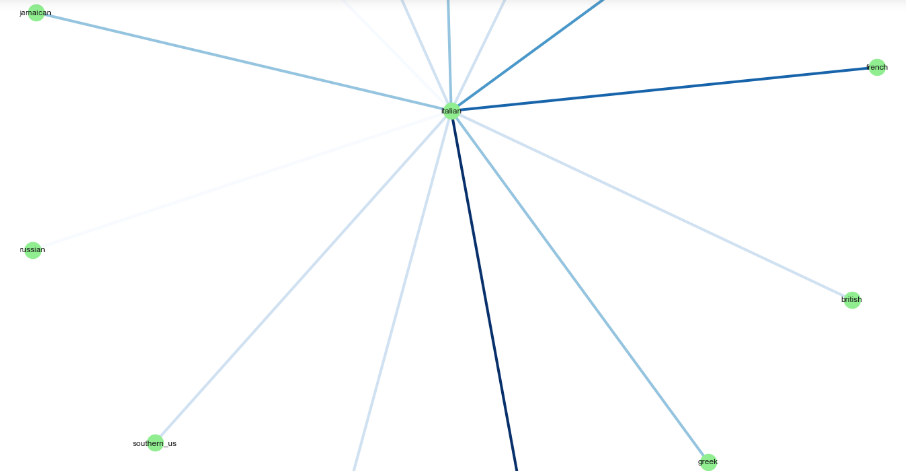 jamaican
french
italian
russian
british
southern_us
greek